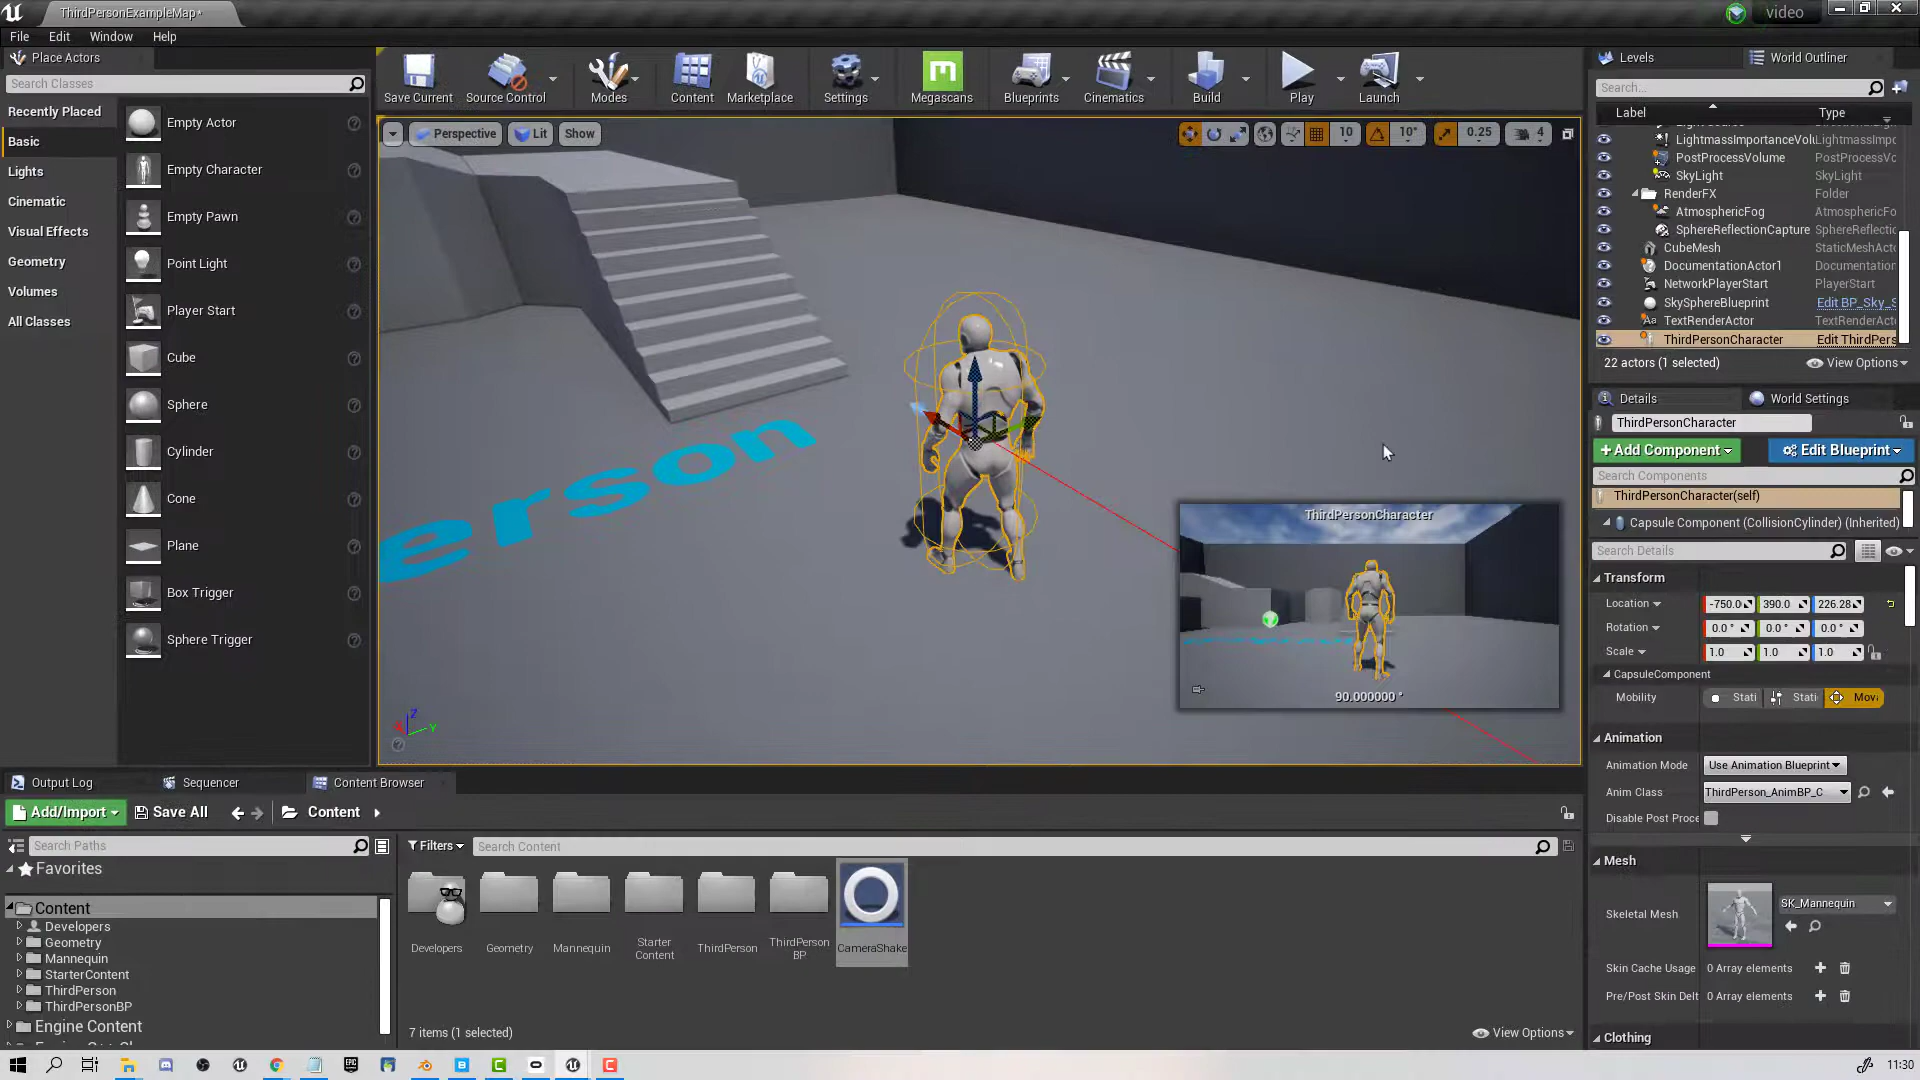 ThirdPersonExampleMap*
video
File
Edit
Window
Help
Place Actors
Search Classes
Recently Placed
Basic
Lights
Cinematic
Visual Effects
Geometry
Volumes
All Classes
Empty Actor
Empty Character
Empty Pawn
Point Light
Player Start
Cube
Sphere
Cylinder
Cone
Plane
Box Trigger
Sphere Trigger
Save Current
Source Control
Modes
Content
Marketplace
Settings
Megascans
Blueprints
Cinematics
Build
Play
Launch
Perspective
Lit
Show
10
10°
0.25
4
erson
ThirdPersonCharacter
90.000000 °
Z
Y
Levels
World Outliner
Search...
Label
Type
LightmassImportanceVolu
LightmassImpo
PostProcessVolume
PostProcessVo
SkyLight
SkyLight
RenderFX
Folder
AtmosphericFog
AtmosphericFo
SphereReflectionCapture
SphereReflectic
CubeMesh
StaticMeshActo
DocumentationActor1
Documentation
NetworkPlayerStart
PlayerStart
SkySphereBlueprint
Edit BP_Sky_S
TextRenderActor
TextRenderActo
ThirdPersonCharacter
Edit ThirdPers
22 actors (1 selected)
View Options
Details
World Settings
ThirdPersonCharacter
+Add Component
Edit Blueprint
Search Components
ThirdPersonCharacter(self)
Capsule Component (CollisionCylinder) (Inherited)
Search Details
Transform
Location
-750.0
390.0
226.28
Rotation
0.0 °
0.0 °
0.0 °
Scale
1.0
1.0
1.0
CapsuleComponent
Mobility
Stati
Stati
Mova
Animation
Animation Mode
Use Animation Blueprint
Anim Class
ThirdPerson_AnimBP_C
Disable Post Proce
Mesh
Skeletal Mesh
SK_Mannequin
Skin Cache Usage
0 Array elements
Pre/Post Skin Delt
0 Array elements
Clothing
Output Log
Sequencer
Content Browser
Add/Import
Save All
Content
Search Paths
Filters
Search Content
Favorites
Content
Developers
Geometry
Mannequin
StarterContent
ThirdPerson
ThirdPersonBP
Engine Content
Developers
Geometry
Mannequin
Starter
Content
ThirdPerson
ThirdPerson
BP
CameraShake
7 items (1 selected)
View Options
11:30